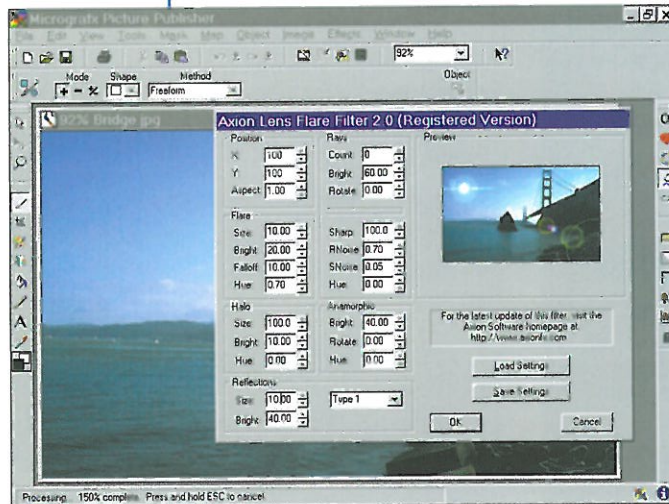 Micrografx Picture Publisher
File Edit View Tools Mask Map Object Image Effects Window Help
92%
Mode Shape Method Object
Freeform
92% Bridge.jpg
Axion Lens Flare Filter 2.0 (Registered Version)
Position
X: 100
Y: 100
Aspect: 1.00
Rays
Count: 0
Bright: 60.00
Rotate: 0.00
Preview
Flare
Size: 10.00
Bright: 20.00
Falloff: 10.00
Hue: 0.70
Sharp: 100.0
RNoise: 0.70
SNoise: 0.05
Hue: 0.00
Halo
Size: 100.0
Bright: 10.00
Hue: 0.00
Anamorphic
Bright: 40.00
Rotate: 0.00
Hue: 0.00
For the latest update of this filter, visit the
Axion Software homepage at
http://www.axionfx.com
Load Settings
Save Settings
Reflections
Size: 10.00
Bright: 40.00
Type 1
OK
Cancel
Processing... 150% complete. Press and hold ESC to cancel.